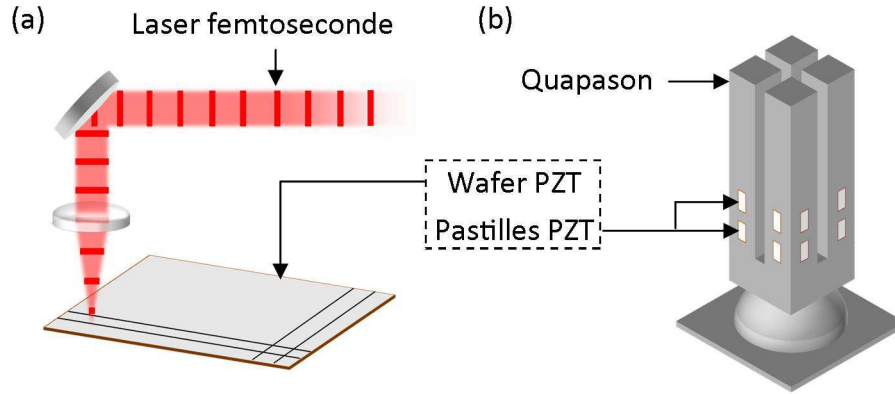 (a)
Laser femtoseconde
(b)
Quapason
Wafer PZT
Pastilles PZT